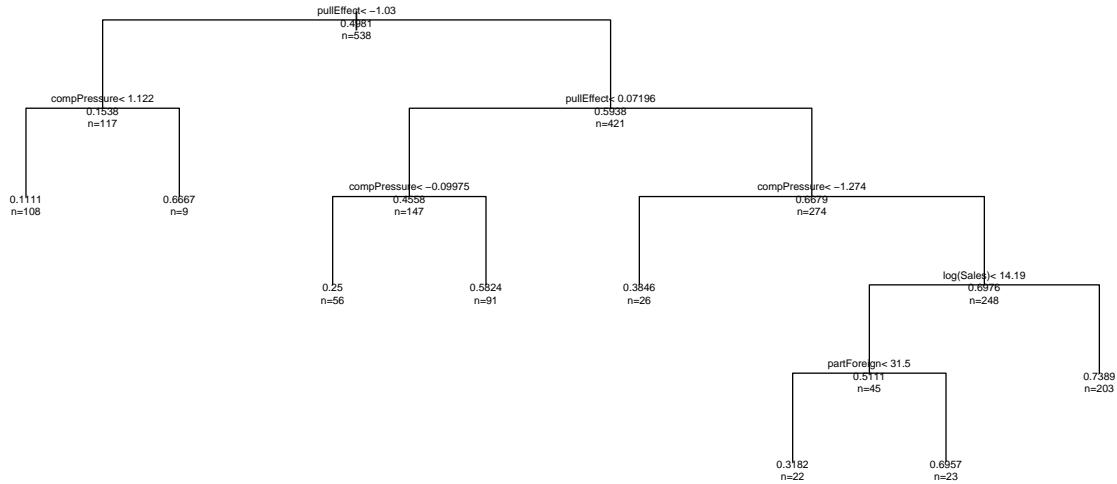 pullEffect< −1.03
0.4981
n=538
compPressure< 1.122
0.1538
n=117
pullEffect< 0.07196
0.5938
n=421
0.1111
n=108
0.6667
n=9
compPressure< −0.09975
0.4558
n=147
compPressure< −1.274
0.6679
n=274
0.25
n=56
0.5824
n=91
0.3846
n=26
log(Sales)< 14.19
0.6976
n=248
partForeign< 31.5
0.5111
n=45
0.7389
n=203
0.3182
n=22
0.6957
n=23